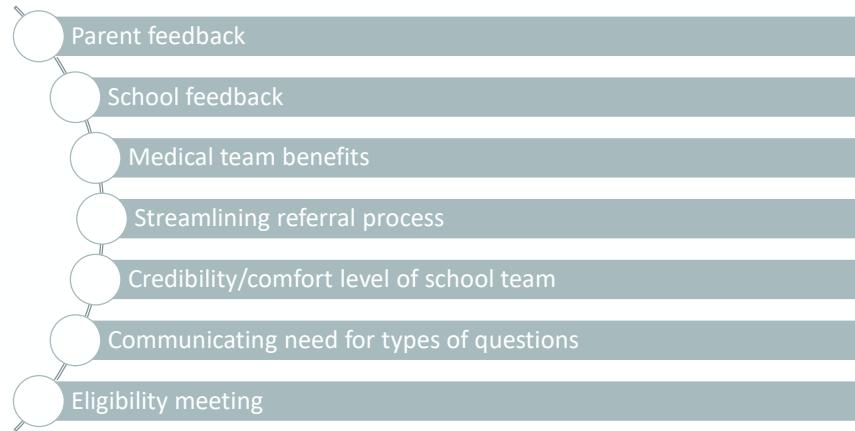 Parent feedback
School feedback
Medical team benefits
Streamlining referral process
Credibility/comfort level of school team
Communicating need for types of questions
Eligibility meeting